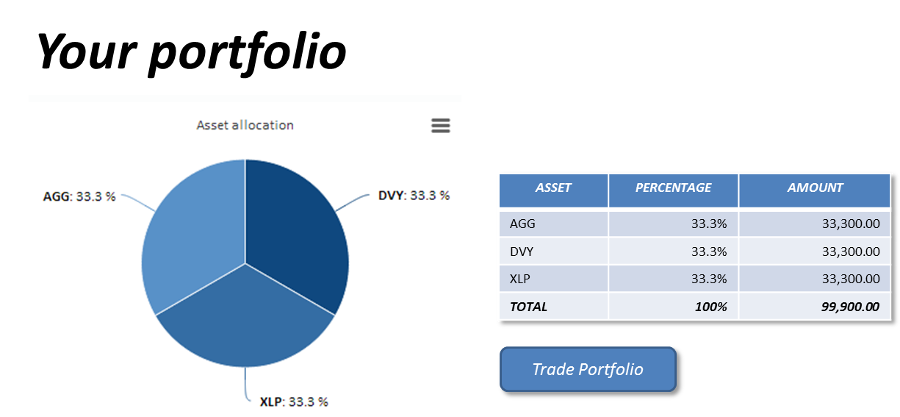 Your portfolio
Asset allocation
AGG: 33.3 %
DVY: 33.3 %
XLP: 33.3 %
ASSET PERCENTAGE AMOUNT
AGG 33.3% 33,300.00
DVY 33.3% 33,300.00
XLP 33.3% 33,300.00
TOTAL 100% 99,900.00
Trade Portfolio